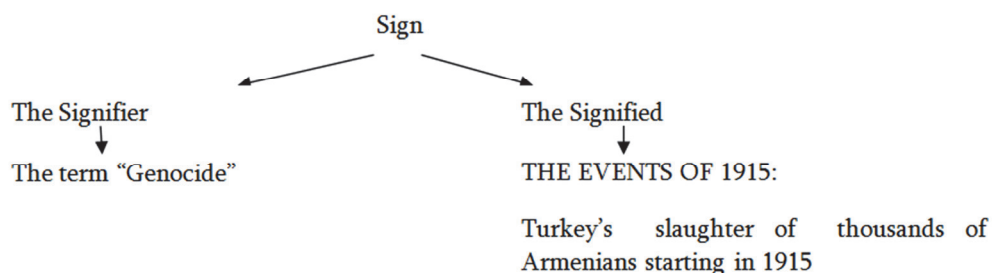 Sign
The Signifier
The Signified
The term “Genocide”
THE EVENTS OF 1915:
Turkey’s slaughter of thousands of
Armenians starting in 1915